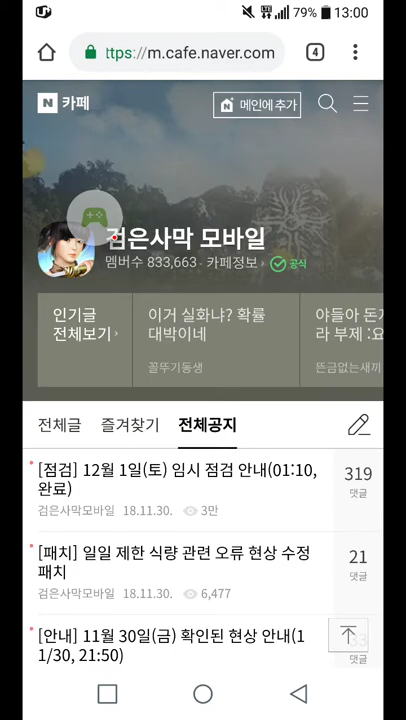 79% 13:00
ttps://m.cafe.naver.com
4
N 카페
메인에 추가
검은사막 모바일
멤버수 833,663 · 카페정보
공식
인기글
전체보기
이거 실화냐? 확률
대박이네
꼴뚜기동생
야들아 돈
라 부제 :요
뜬금없는새끼
전체글 즐겨찾기 전체공지
[점검] 12월 1일(토) 임시 점검 안내(01:10,
완료)
검은사막모바일 18.11.30. 3만
319
댓글
[패치] 일일 제한 식량 관련 오류 현상 수정
패치
검은사막모바일 18.11.30. 6,477
21
댓글
[안내] 11월 30일(금) 확인된 현상 안내(1
1/30, 21:50)
댓글